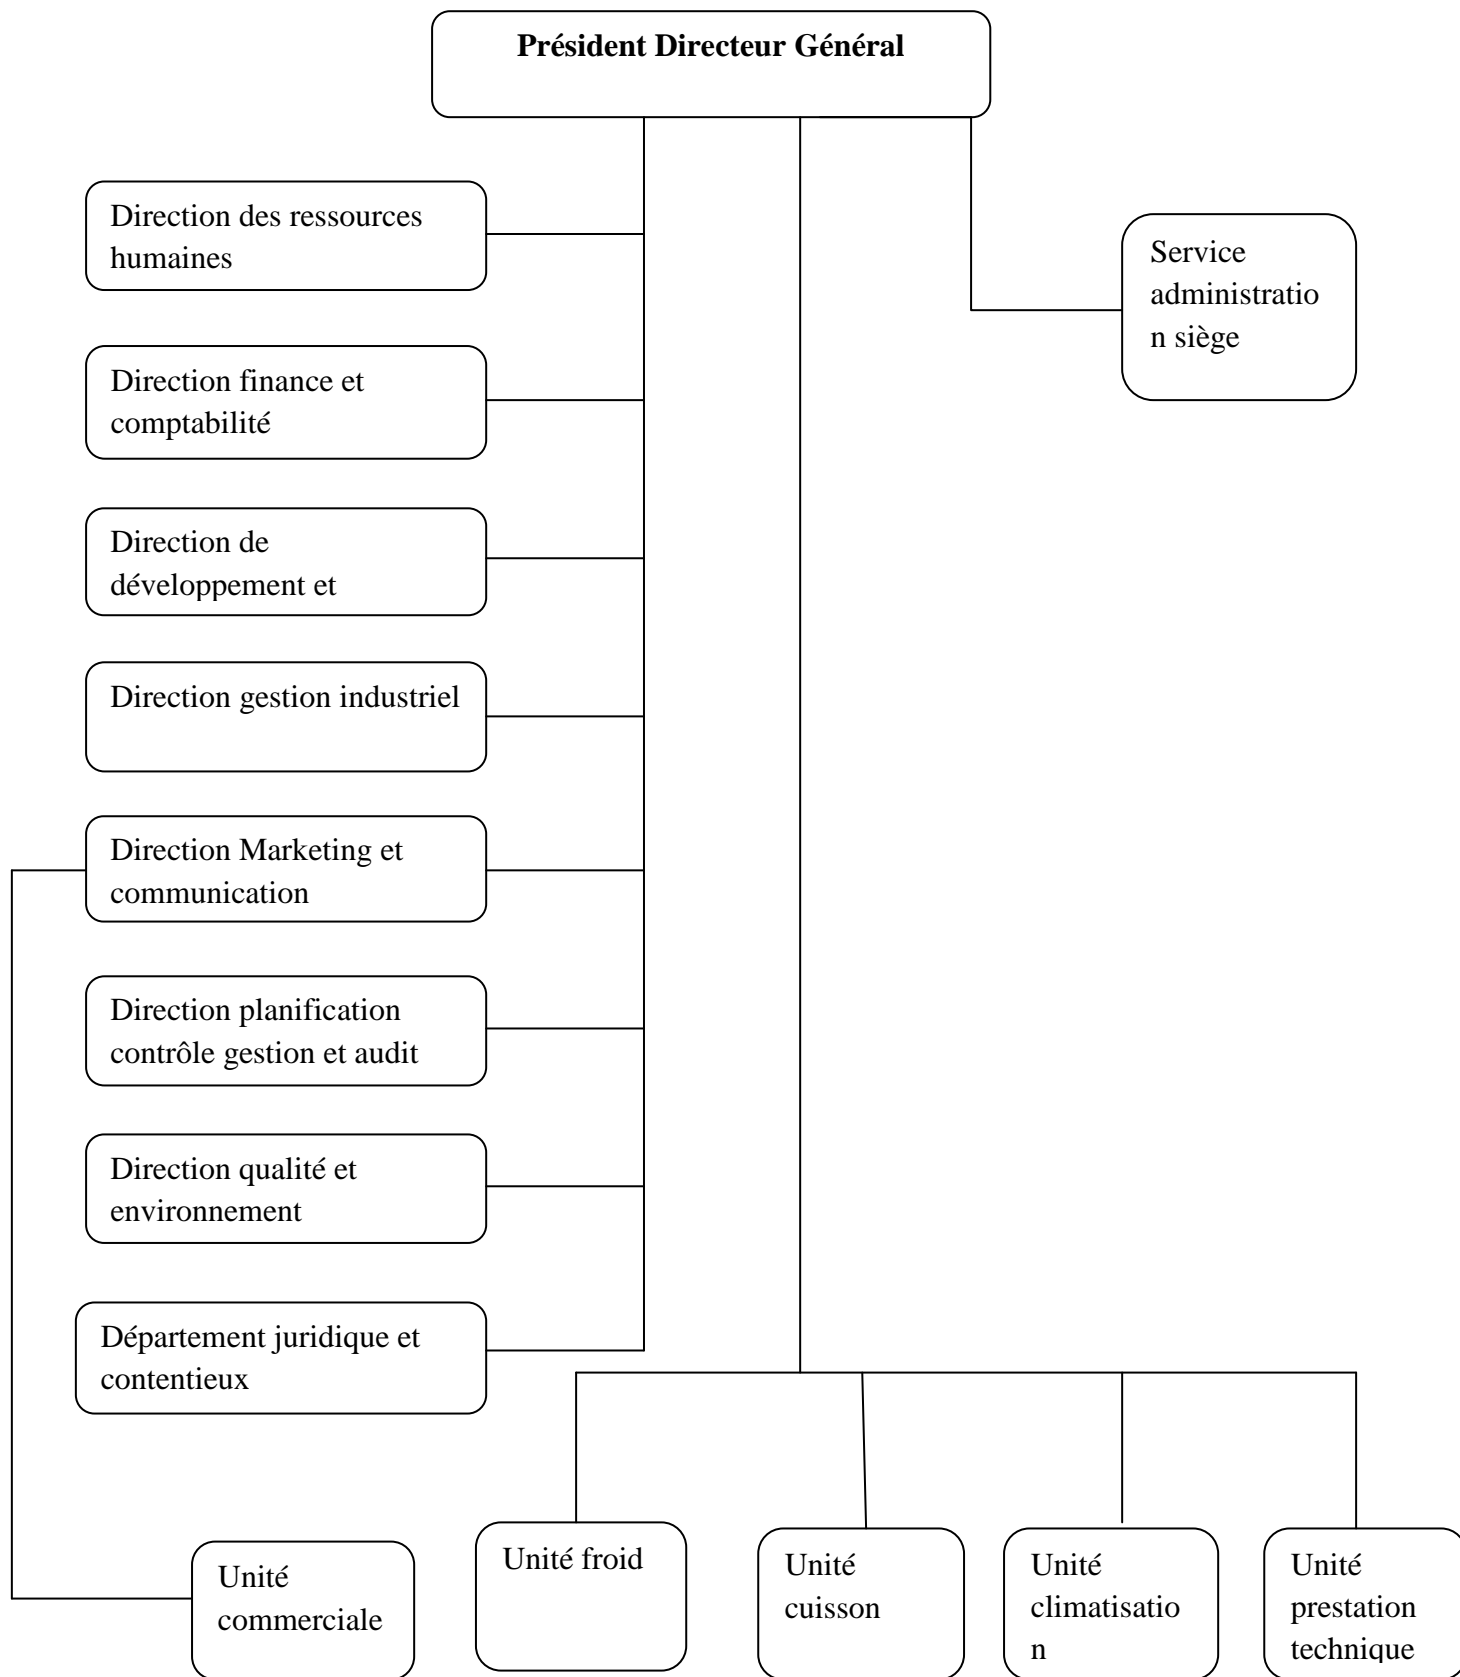 Président Directeur Général
Direction des ressources
humaines
Service
administratio
n siège
Direction finance et
comptabilité
Direction de
développement et
Direction gestion industriel
Direction Marketing et
communication
Direction planification
contrôle gestion et audit
Direction qualité et
environnement
Département juridique et
contentieux
Unité
commerciale
Unité froid
Unité
cuisson
Unité
climatisatio
n
Unité
prestation
technique